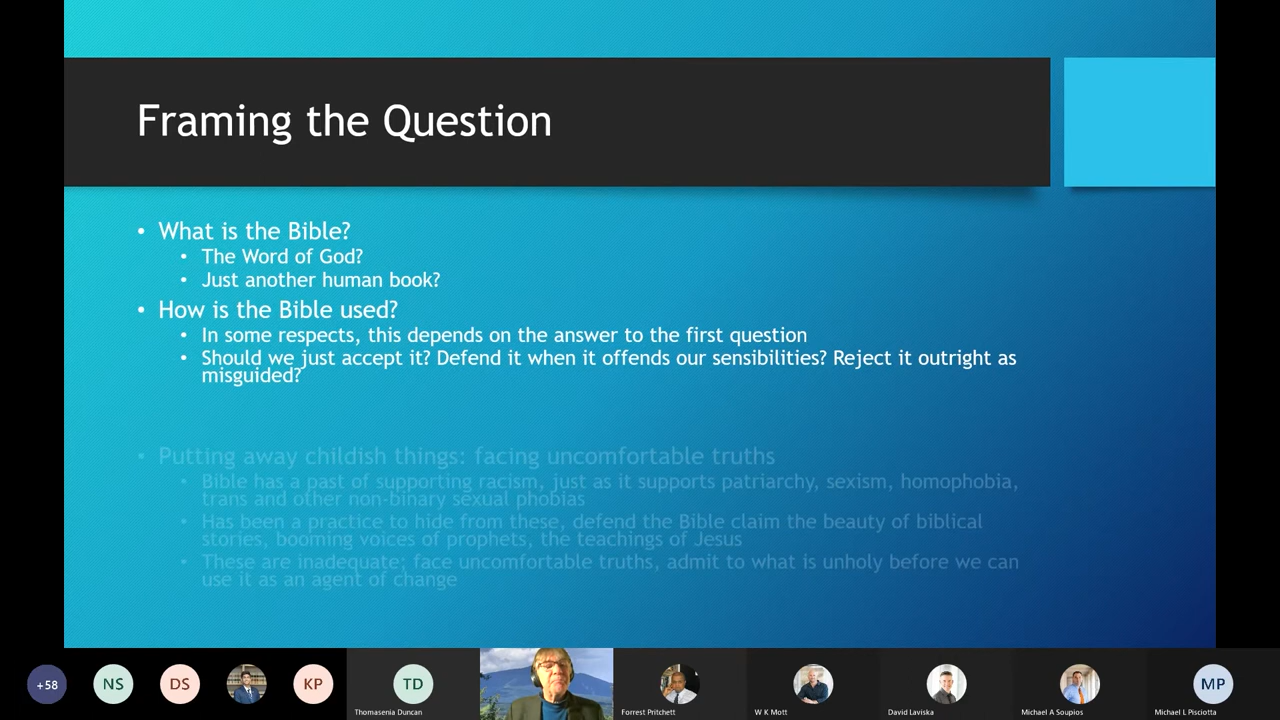 Framing the Question
• What is the Bible?
• The Word of God?
• Just another human book?
• How is the Bible used?
• In some respects, this depends on the answer to the first question
• Should we just accept it? Defend it when it offends our sensibilities? Reject it outright as
misguided?
• Putting away childish things: facing uncomfortable truths
• Bible has a past of supporting racism, just as it supports patriarchy, sexism, homophobia,
trans and other non-binary sexual phobias
• Has been a practice to hide from these, defend the Bible claim the beauty of biblical
stories, booming voices of prophets, the teachings of Jesus
• These are inadequate; face uncomfortable truths, admit to what is unholy before we can
use it as an agent of change
+58
NS
DS
KP
TD
MP
Thomasenia Duncan
Forrest Pritchett
W K Mott
David Laviska
Michael A Soupios
Michael L Pisciotta